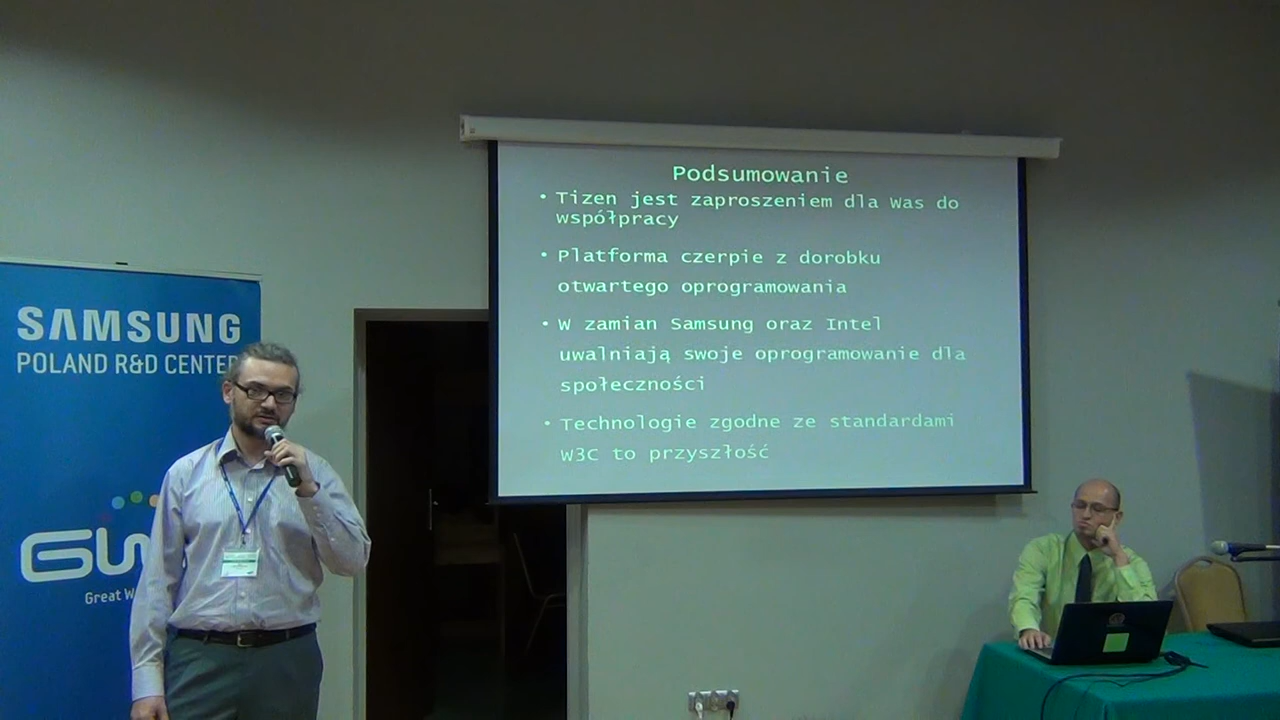 SAMSUNG
POLAND R&D CENTER
Great
Podsumowanie
• Tizen jest zaproszeniem dla Was do
współpracy
• Platforma czerpie z dorobku
otwartego oprogramowania
• W zamian Samsung oraz Intel
uwalniają swoje oprogramowanie dla
społeczności
• Technologie zgodne ze standardami
W3C to przyszłość